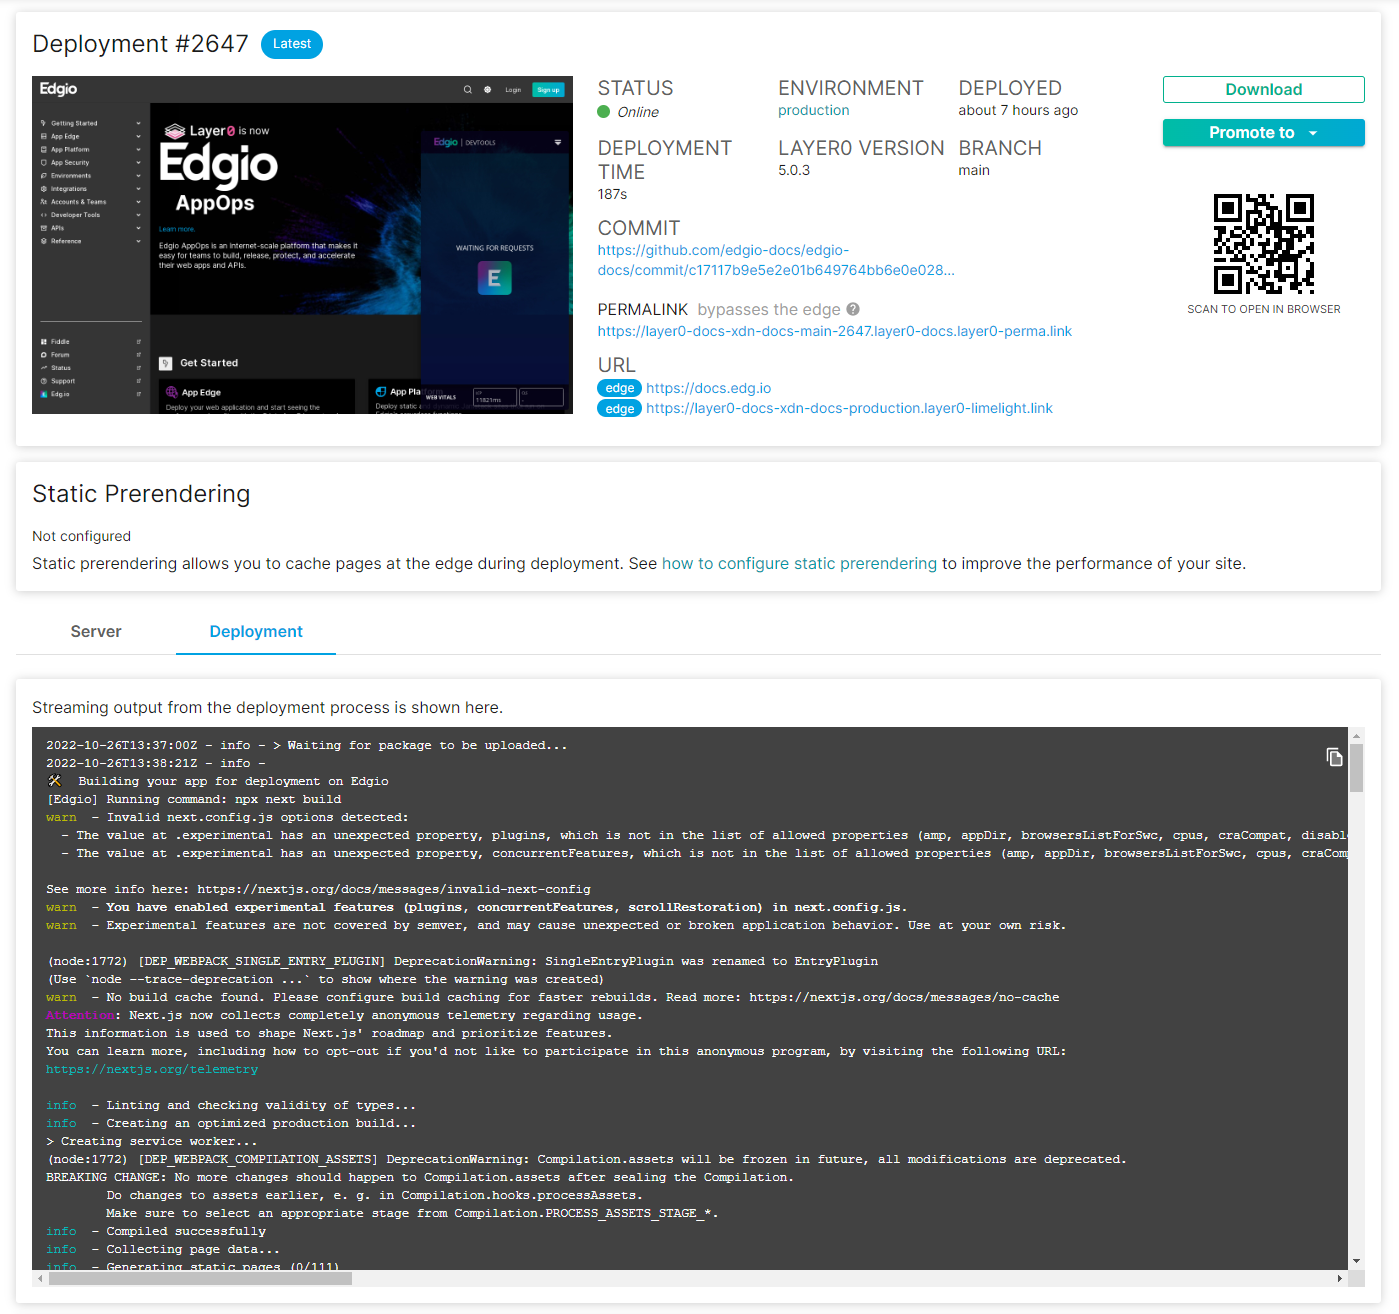 Deployment #2647 Latest
Edgio
Login
Sign up
Getting Started
App Edge
App Platform
App Security
Environments
Integrations
Accounts & Teams
Developer Tools
APIs
Reference
Fiddle
Forum
Status
Support
Edg.io
Layer0 is now
Edgio
AppOps
Learn more.
Edgio AppOps is an internet-scale platform that makes it
easy for teams to build, release, protect, and accelerate
their web apps and APIs.
Edgio | DEVTOOLS
WAITING FOR REQUESTS
E
Get Started
App Edge
Deploy your web application and start seeing the
App Pla
Deploy static
WEB VITALS
11821ms
STATUS
Online
ENVIRONMENT
production
DEPLOYED
about 7 hours ago
DEPLOYMENT
TIME
187s
LAYER0 VERSION
5.0.3
BRANCH
main
COMMIT
https://github.com/edgio-docs/edgio-
docs/commit/c17117b9e5e2e01b649764bb6e0e028...
PERMALINK bypasses the edge ?
https://layer0-docs-xdn-docs-main-2647.layer0-docs.layer0-perma.link
URL
edge https://docs.edg.io
edge https://layer0-docs-xdn-docs-production.layer0-limelight.link
Download
Promote to
SCAN TO OPEN IN BROWSER
Static Prerendering
Not configured
Static prerendering allows you to cache pages at the edge during deployment. See how to configure static prerendering to improve the performance of your site.
Server
Deployment
Streaming output from the deployment process is shown here.
2022-10-26T13:37:00Z - info - > Waiting for package to be uploaded...
2022-10-26T13:38:21Z - info -
🛠 Building your app for deployment on Edgio
[Edgio] Running command: npx next build
warn - Invalid next.config.js options detected:
- The value at .experimental has an unexpected property, plugins, which is not in the list of allowed properties (amp, appDir, browsersListForSwc, cpus, craCompat, disabl
- The value at .experimental has an unexpected property, concurrentFeatures, which is not in the list of allowed properties (amp, appDir, browsersListForSwc, cpus, craCom
See more info here: https://nextjs.org/docs/messages/invalid-next-config
warn - You have enabled experimental features (plugins, concurrentFeatures, scrollRestoration) in next.config.js.
warn - Experimental features are not covered by semver, and may cause unexpected or broken application behavior. Use at your own risk.
(node:1772) [DEP_WEBPACK_SINGLE_ENTRY_PLUGIN] DeprecationWarning: SingleEntryPlugin was renamed to EntryPlugin
(Use `node --trace-deprecation ...` to show where the warning was created)
warn - No build cache found. Please configure build caching for faster rebuilds. Read more: https://nextjs.org/docs/messages/no-cache
Attention: Next.js now collects completely anonymous telemetry regarding usage.
This information is used to shape Next.js' roadmap and prioritize features.
You can learn more, including how to opt-out if you'd not like to participate in this anonymous program, by visiting the following URL:
https://nextjs.org/telemetry
info - Linting and checking validity of types...
info - Creating an optimized production build...
> Creating service worker...
(node:1772) [DEP_WEBPACK_COMPILATION_ASSETS] DeprecationWarning: Compilation.assets will be frozen in future, all modifications are deprecated.
BREAKING CHANGE: No more changes should happen to Compilation.assets after sealing the Compilation.
Do changes to assets earlier, e. g. in Compilation.hooks.processAssets.
Make sure to select an appropriate stage from Compilation.PROCESS_ASSETS_STAGE_*.
info - Compiled successfully
info - Collecting page data...
info - Generating static pages (0/111)